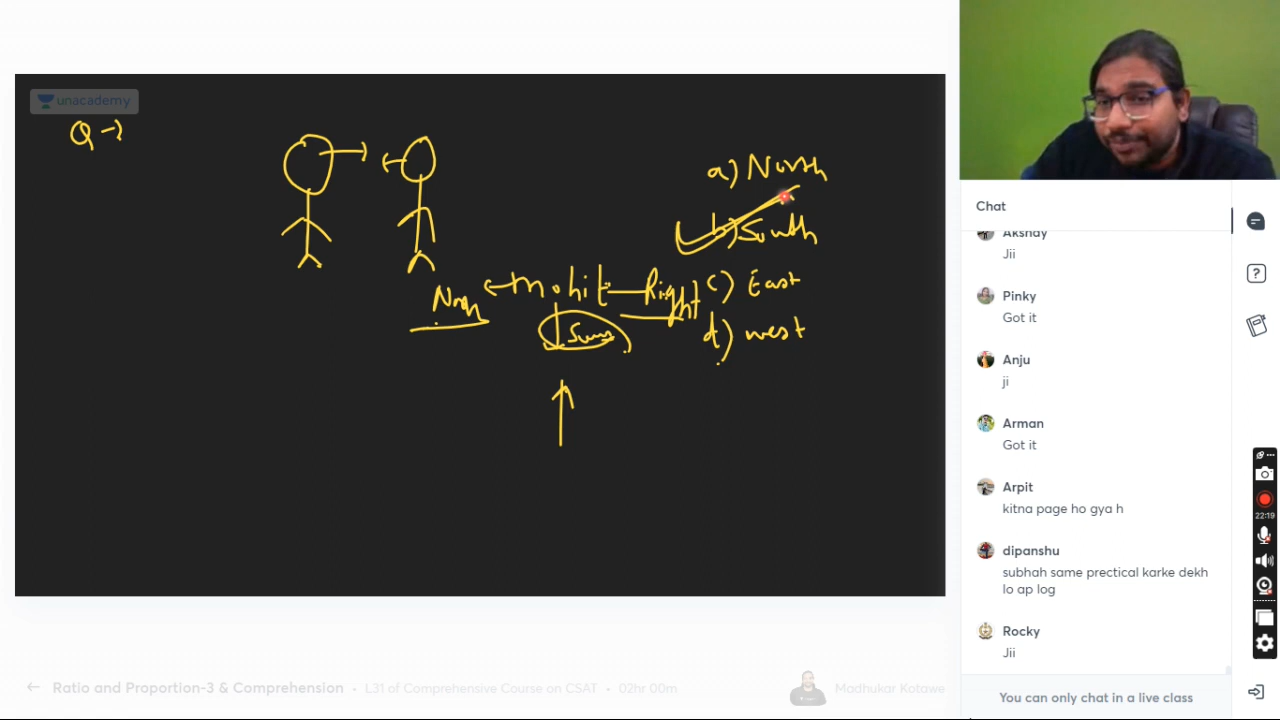 unacademy
Q→
a) North
b) South
Mohit
Right
c) East
d) west
Chat
Akshay
Jii
Pinky
Got it
Anju
ji
Arman
Got it
Arpit
kitna page ho gya h
dipanshu
subhah same prectical karke dekh
lo ap log
Rocky
Jii
You can only chat in a live class
22:19
Ratio and Proportion-3 & Comprehension • L31 of Comprehensive Course on CSAT • 02hr 00m
Madhukar Kotawe